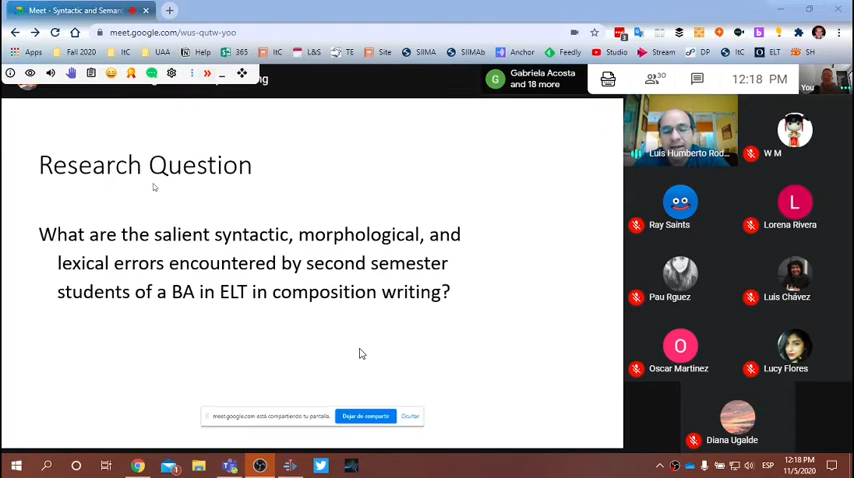 Meet - Syntactic and Seman
meet.google.com/wus-qutw-yoo
Apps Fall 2020 ItC UAA Help 365 ItC L&S TE Site SIIMA SIIMAb Anchor Feedly Studio Stream DP ItC ELT SH
Gabriela Acosta
and 18 more
30
12:18 PM
You
Research Question
What are the salient syntactic, morphological, and
lexical errors encountered by second semester
students of a BA in ELT in composition writing?
Luis Humberto Rod...
W M
Ray Saints
L
Lorena Rivera
Pau Rguez
Luis Chávez
O
Oscar Martinez
Lucy Flores
Diana Ugalde
meet.google.com está compartiendo tu pantalla.
Dejar de compartir
Ocultar
ESP
12:18 PM
11/5/2020